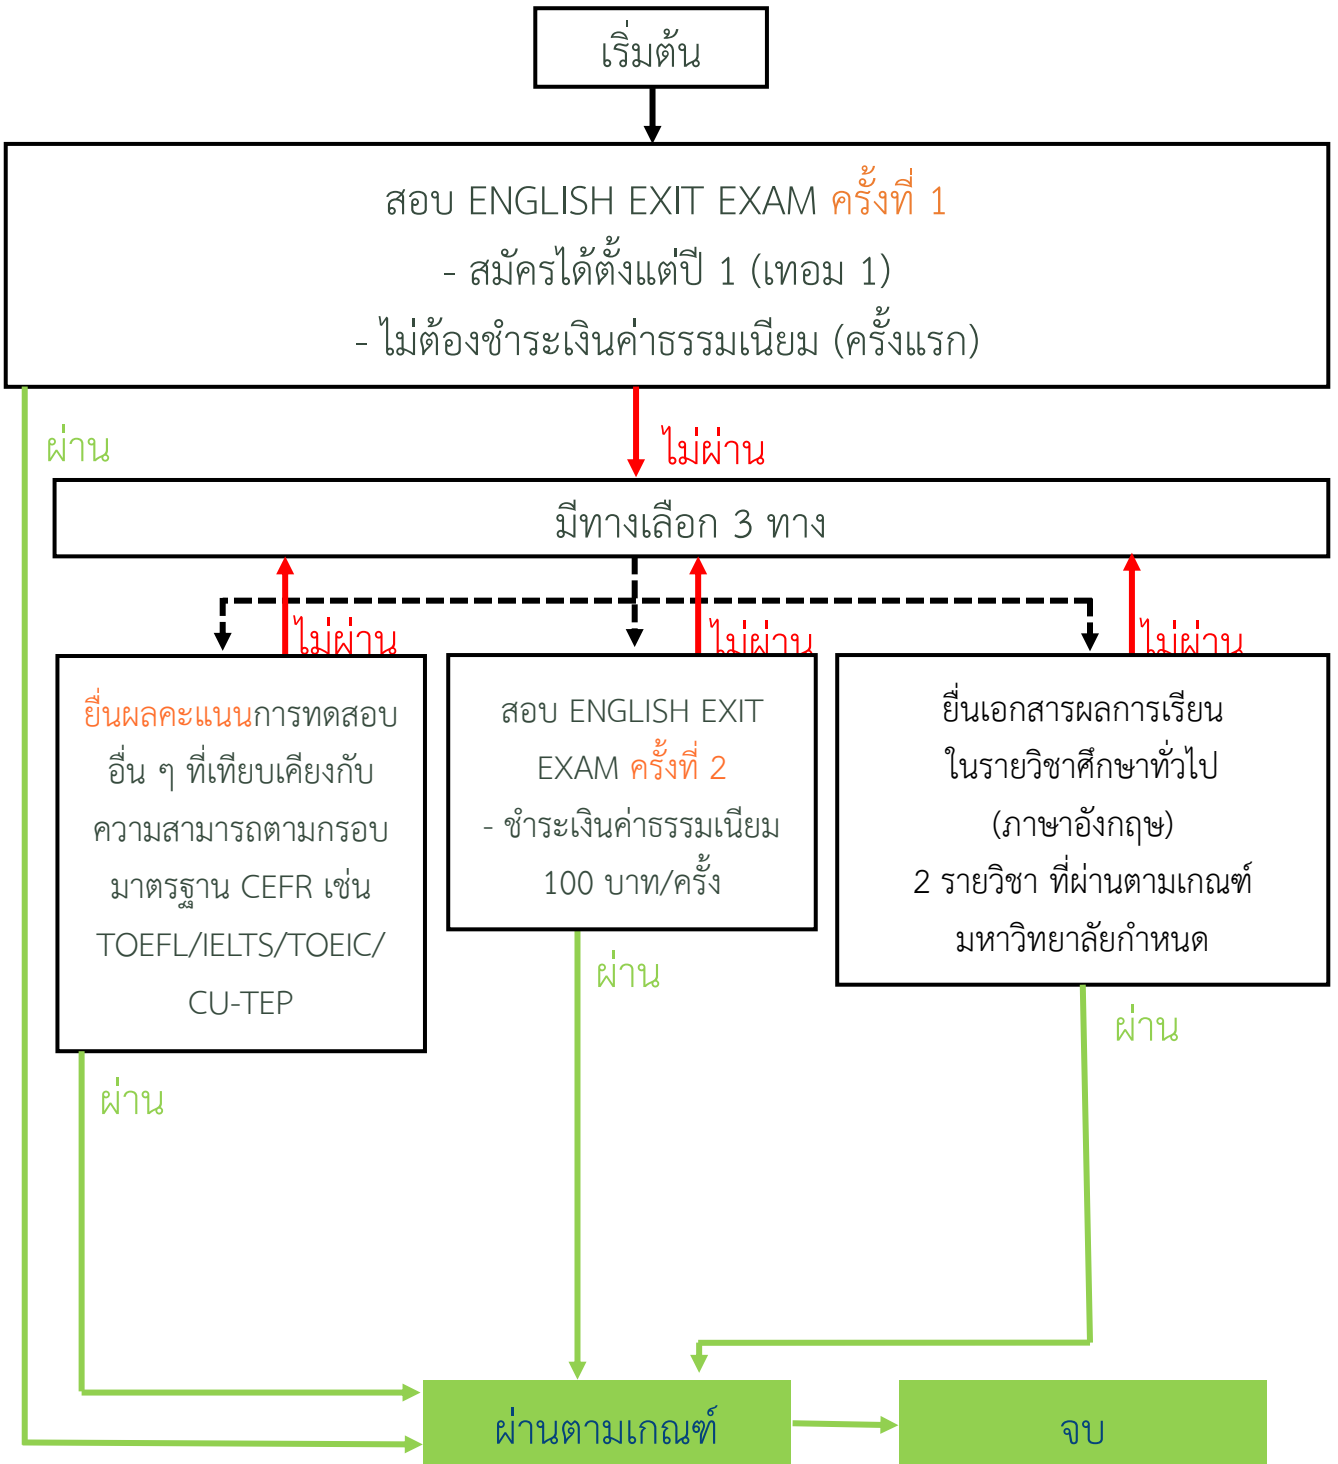 เริ่มต้น
สอบ ENGLISH EXIT EXAM ครั้งที่ 1
- สมัครได้ตั้งแต่ปี 1 (เทอม 1)
- ไม่ต้องชำระเงินค่าธรรมเนียม (ครั้งแรก)
ผ่าน
ไม่ผ่าน
มีทางเลือก 3 ทาง
ไม่ผ่าน
ไม่ผ่าน
ไม่ผ่าน
ยื่นผลคะแนนการทดสอบ
อื่น ๆ ที่เทียบเคียงกับ
ความสามารถตามกรอบ
มาตรฐาน CEFR เช่น
TOEFL/IELTS/TOEIC/
CU-TEP
ผ่าน
สอบ ENGLISH EXIT
EXAM ครั้งที่ 2
- ชำระเงินค่าธรรมเนียม
100 บาท/ครั้ง
ผ่าน
ยื่นเอกสารผลการเรียน
ในรายวิชาศึกษาทั่วไป
(ภาษาอังกฤษ)
2 รายวิชา ที่ผ่านตามเกณฑ์
มหาวิทยาลัยกำหนด
ผ่าน
ผ่านตามเกณฑ์
จบ